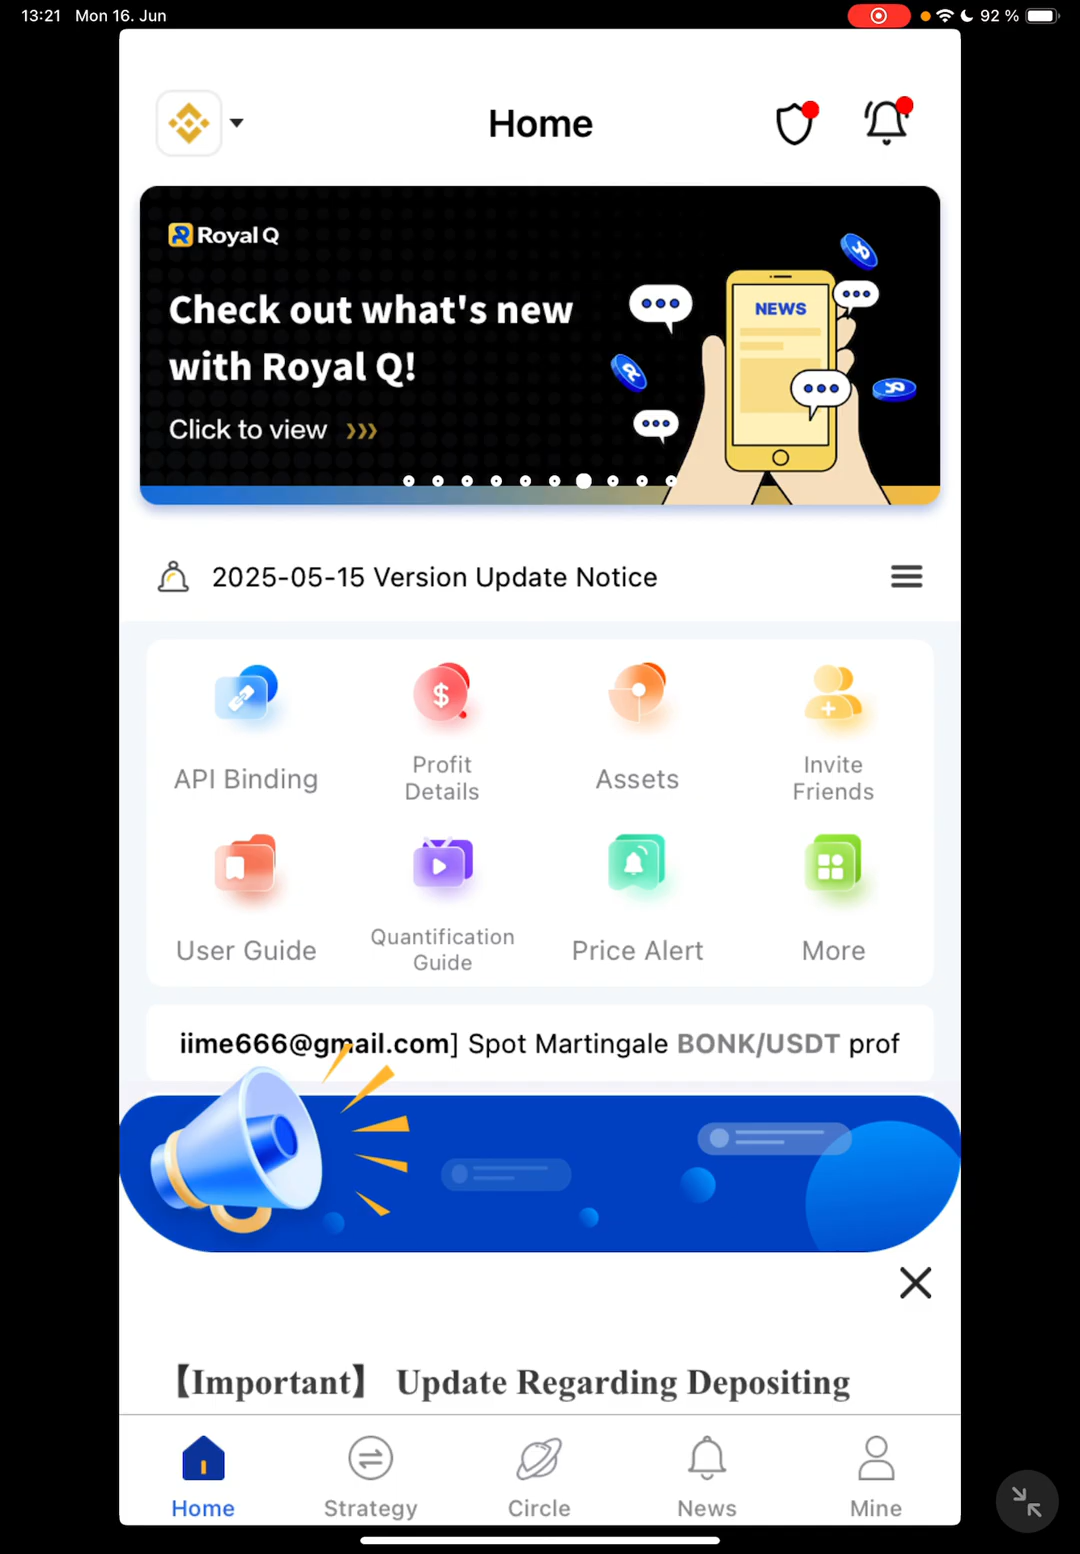 13:21 Mon 16. Jun
92 %
Home
Royal Q
Check out what's new
with Royal Q!
Click to view >>>
NEWS
2025-05-15 Version Update Notice
API Binding
Profit
Details
Assets
Invite
Friends
User Guide
Quantification
Guide
Price Alert
More
iime666@gmail.com] Spot Martingale BONK/USDT prof
【Important】 Update Regarding Depositing
Home
Strategy
Circle
News
Mine